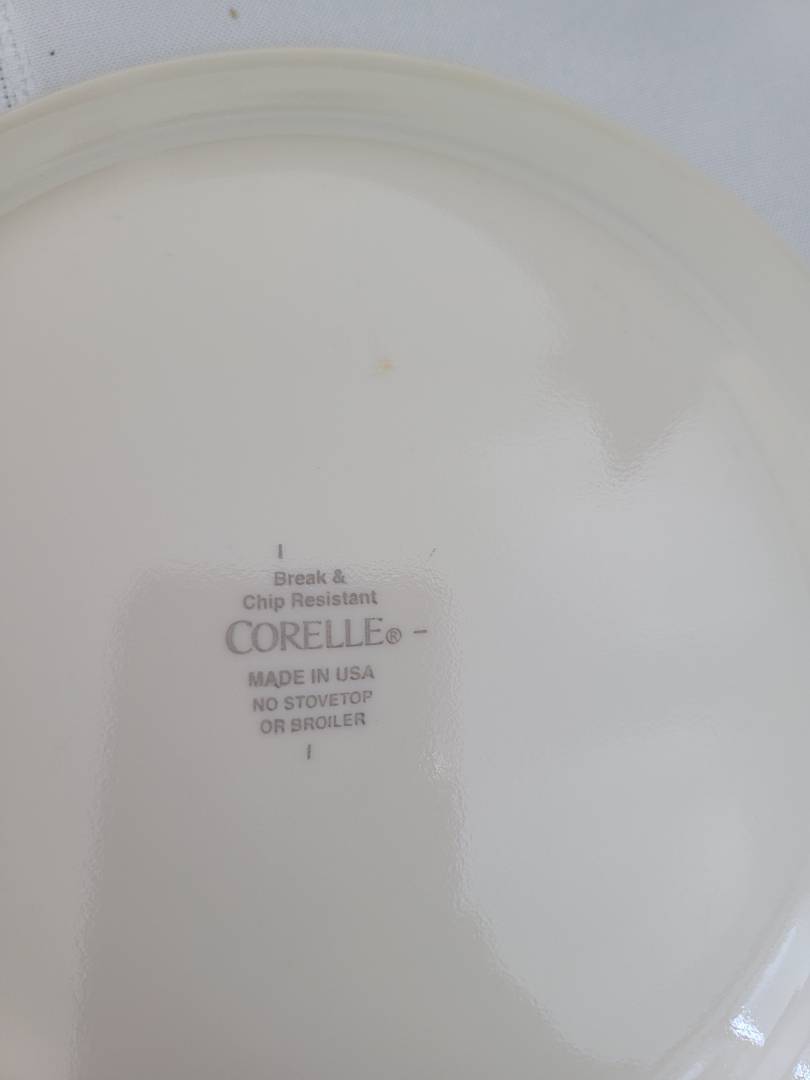 Break &
Chip Resistant
CORELLE® -
MADE IN USA
NO STOVETOP
OR BROILER